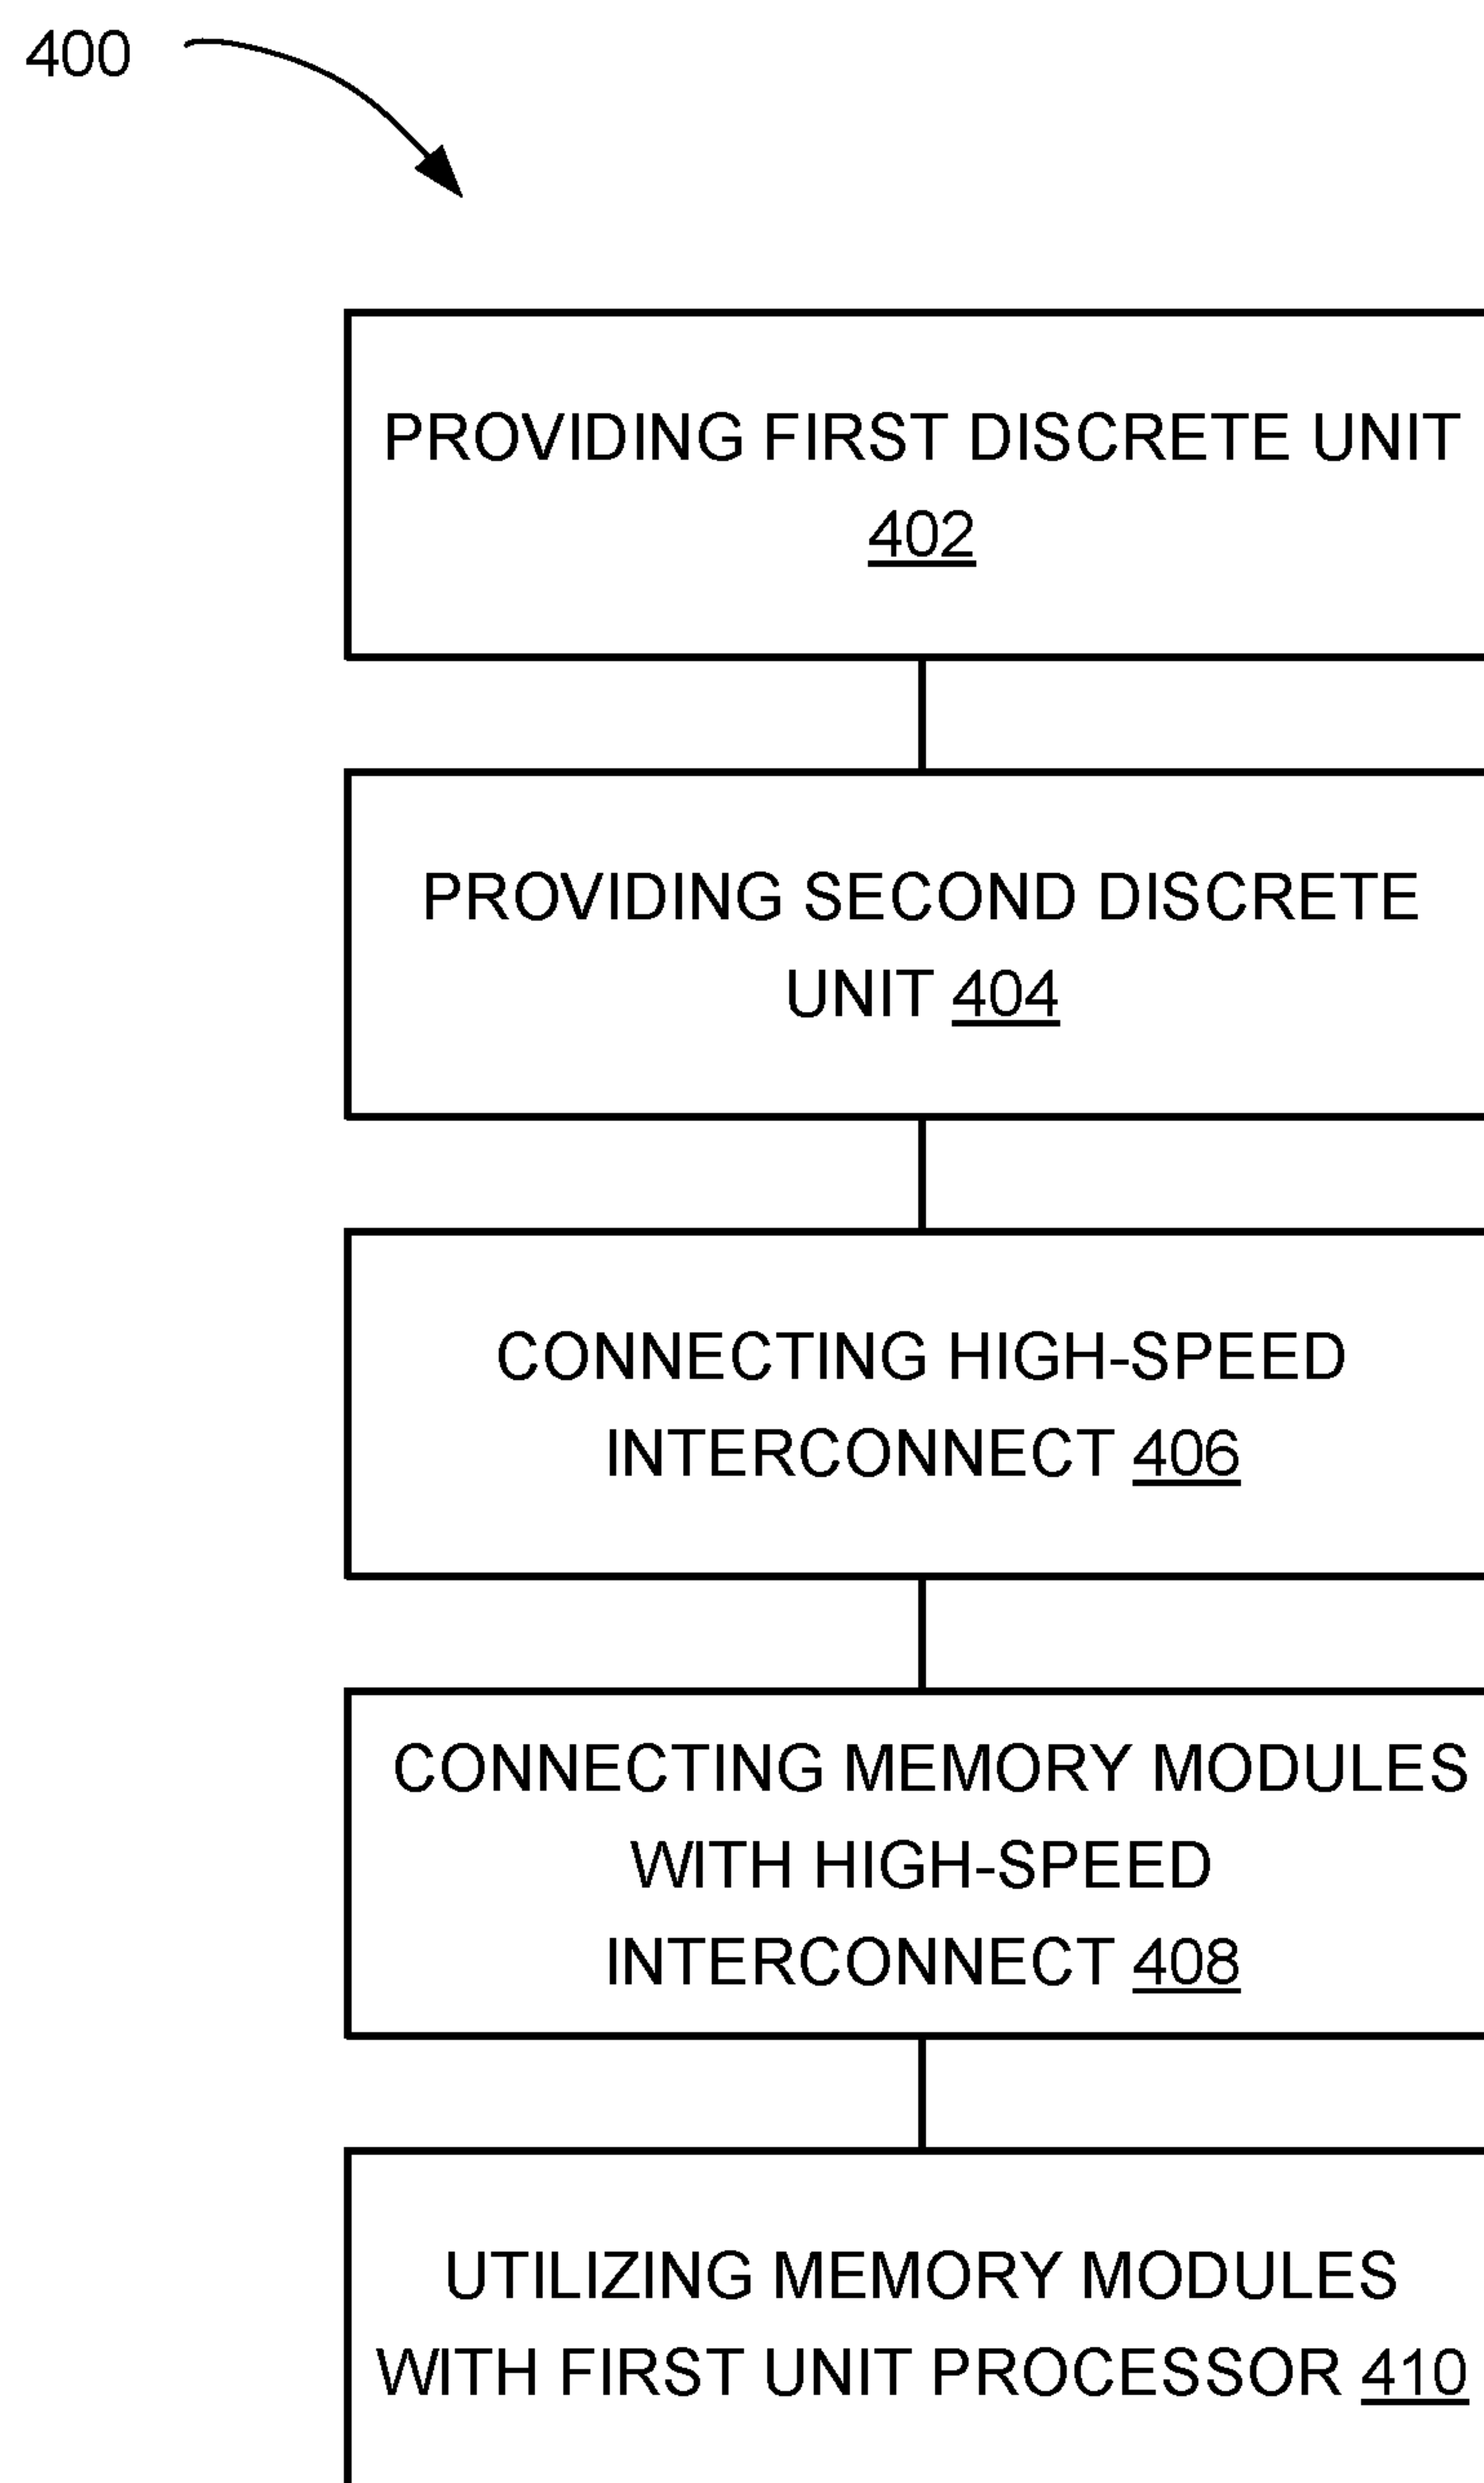 400
PROVIDING FIRST DISCRETE UNIT
402
PROVIDING SECOND DISCRETE
UNIT 404
CONNECTING HIGH-SPEED
INTERCONNECT 406
CONNECTING MEMORY MODULES
WITH HIGH-SPEED
INTERCONNECT 408
UTILIZING MEMORY MODULES
WITH FIRST UNIT PROCESSOR 410